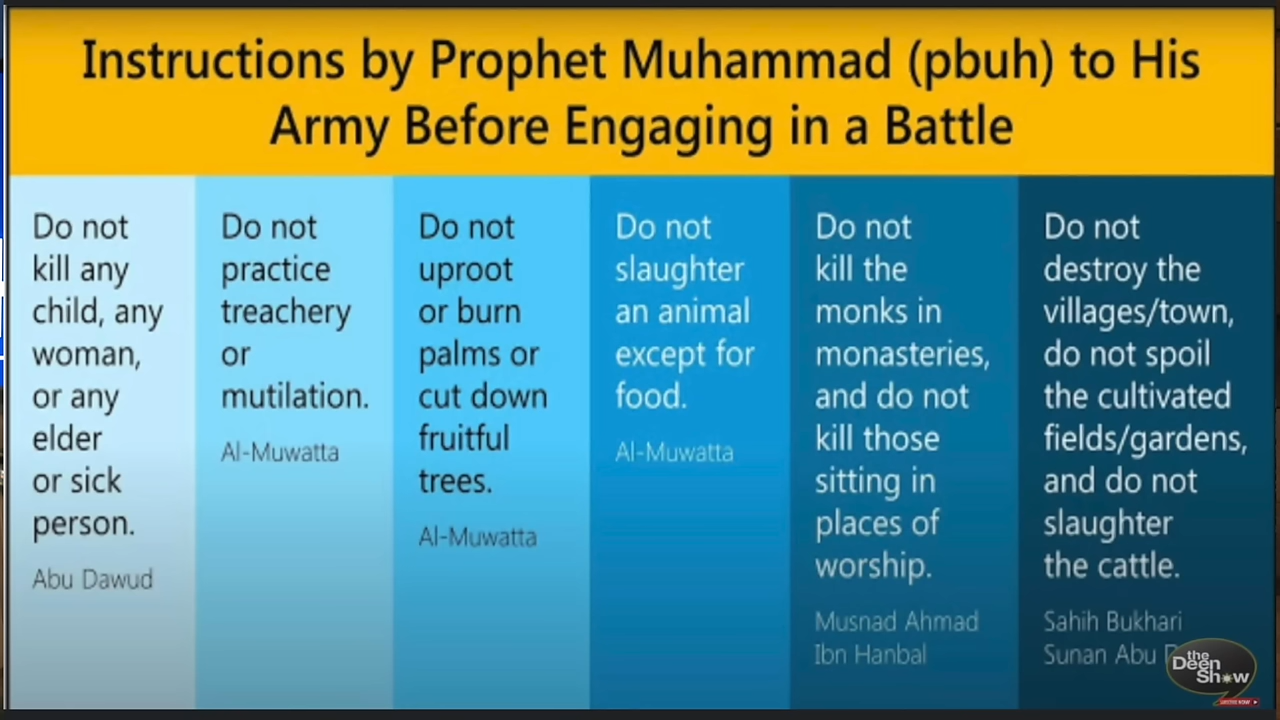 Instructions by Prophet Muhammad (pbuh) to His
Army Before Engaging in a Battle
Do not
kill any
child, any
woman,
or any
elder
or sick
person.
Abu Dawud
Do not
practice
treachery
or
mutilation.
Al-Muwatta
Do not
uproot
or burn
palms or
cut down
fruitful
trees.
Al-Muwatta
Do not
slaughter
an animal
except for
food.
Al-Muwatta
Do not
kill the
monks in
monasteries,
and do not
kill those
sitting in
places of
worship.
Musnad Ahmad
Ibn Hanbal
Do not
destroy the
villages/town,
do not spoil
the cultivated
fields/gardens,
and do not
slaughter
the cattle.
Sahih Bukhari
Sunan Abu
the
Deen
Show